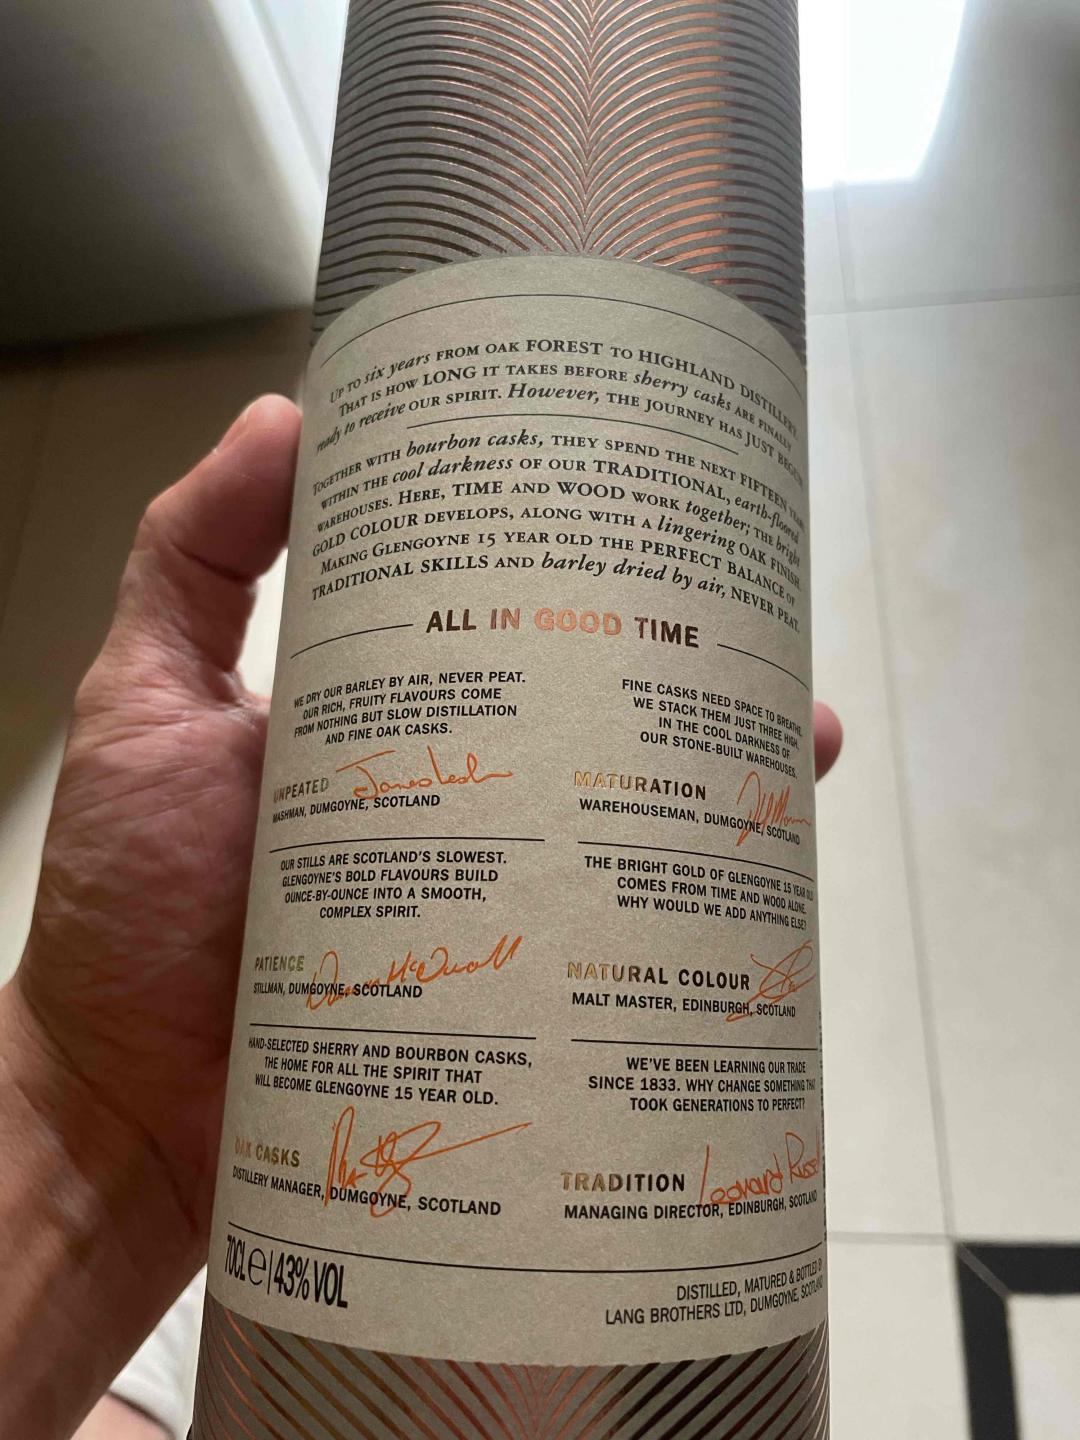 UP TO six years FROM OAK FOREST TO HIGHLAND DISTILLERY.
THAT IS HOW LONG IT TAKES BEFORE sherry casks ARE FINALLY
ready to receive OUR SPIRIT. However, THE JOURNEY HAS JUST BEGUN
TOGETHER WITH bourbon casks, THEY SPEND THE NEXT FIFTEEN YEARS
WITHIN THE cool darkness OF OUR TRADITIONAL, earth-floored
WAREHOUSES. HERE, TIME AND WOOD WORK together; THE bright
GOLD COLOUR DEVELOPS, ALONG WITH A lingering OAK FINISH.
MAKING GLENGOYNE 15 YEAR OLD THE PERFECT BALANCE OF
TRADITIONAL SKILLS AND barley dried by air, NEVER PEAT.
ALL IN GOOD TIME
WE DRY OUR BARLEY BY AIR, NEVER PEAT.
OUR RICH, FRUITY FLAVOURS COME
FROM NOTHING BUT SLOW DISTILLATION
AND FINE OAK CASKS.
UNPEATED
MASHMAN, DUMGOYNE, SCOTLAND
FINE CASKS NEED SPACE TO BREATHE.
WE STACK THEM JUST THREE HIGH,
IN THE COOL DARKNESS OF
OUR STONE-BUILT WAREHOUSES.
MATURATION
WAREHOUSEMAN, DUMGOYNE, SCOTLAND
OUR STILLS ARE SCOTLAND'S SLOWEST.
GLENGOYNE'S BOLD FLAVOURS BUILD
OUNCE-BY-OUNCE INTO A SMOOTH,
COMPLEX SPIRIT.
PATIENCE
STILLMAN, DUMGOYNE, SCOTLAND
THE BRIGHT GOLD OF GLENGOYNE 15 YEAR OLD
COMES FROM TIME AND WOOD ALONE.
WHY WOULD WE ADD ANYTHING ELSE?
NATURAL COLOUR
MALT MASTER, EDINBURGH, SCOTLAND
HAND-SELECTED SHERRY AND BOURBON CASKS,
THE HOME FOR ALL THE SPIRIT THAT
WILL BECOME GLENGOYNE 15 YEAR OLD.
OAK CASKS
DISTILLERY MANAGER, DUMGOYNE, SCOTLAND
WE'VE BEEN LEARNING OUR TRADE
SINCE 1833. WHY CHANGE SOMETHING THAT
TOOK GENERATIONS TO PERFECT?
TRADITION Leonard Russell
MANAGING DIRECTOR, EDINBURGH, SCOTLAND
70CL e | 43% VOL
DISTILLED, MATURED & BOTTLED BY
LANG BROTHERS LTD, DUMGOYNE, SCOTLAND